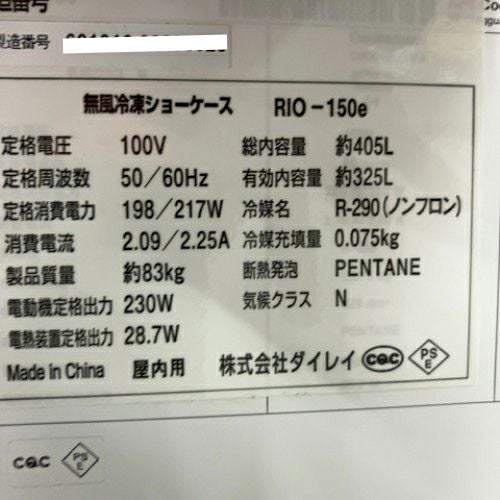 製造番号
無風冷凍ショーケース RIO-150e
定格電圧 100V 総内容量 約405L
定格周波数 50/60Hz 有効内容量 約325L
定格消費電力 198/217W 冷媒名 R-290(ノンフロン)
消費電流 2.09/2.25A 冷媒充填量 0.075kg
製品質量 約83kg 断熱発泡 PENTANE
電動機定格出力 230W 気候クラス N
電熱装置定格出力 28.7W
Made in China 屋内用 株式会社ダイレイ CQC PSE
CQC PSE